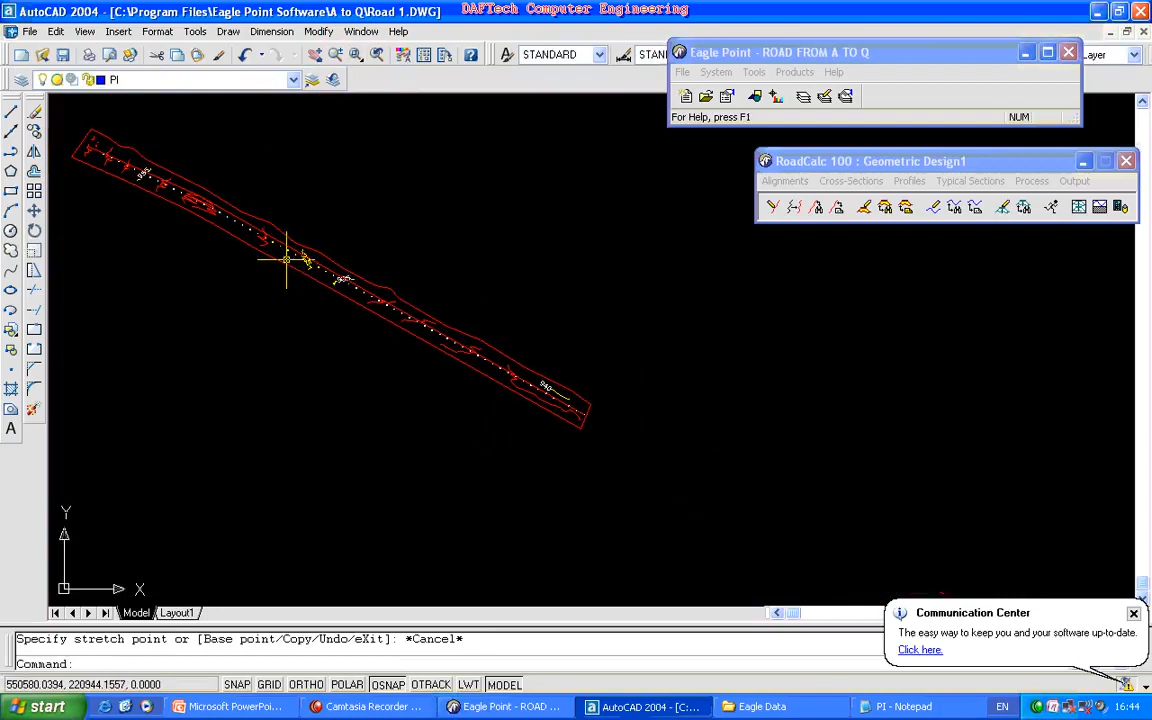 AutoCAD 2004 - [C:\Program Files\Eagle Point Software\A to Q\Road 1.DWG]
DAFTech Computer Engineering
File Edit View Insert Format Tools Draw Dimension Modify Window Help
STANDARD
STAN
Layer
PI
Eagle Point - ROAD FROM A TO Q
File System Tools Products Help
For Help, press F1
NUM
RoadCalc 100 : Geometric Design1
Alignments Cross-Sections Profiles Typical Sections Process Output
940
Y
X
A
Model Layout1
Communication Center
The easy way to keep you and your software up-to-date.
Click here.
Specify stretch point or [Base point/Copy/Undo/eXit]: *Cancel*
Command:
550580.0394, 220944.1557, 0.0000
SNAP GRID ORTHO POLAR OSNAP OTRACK LWT MODEL
start
Microsoft PowerPoi...
Camtasia Recorder ...
Eagle Point - ROAD ...
AutoCAD 2004 - [C:...
Eagle Data
PI - Notepad
EN
16:44